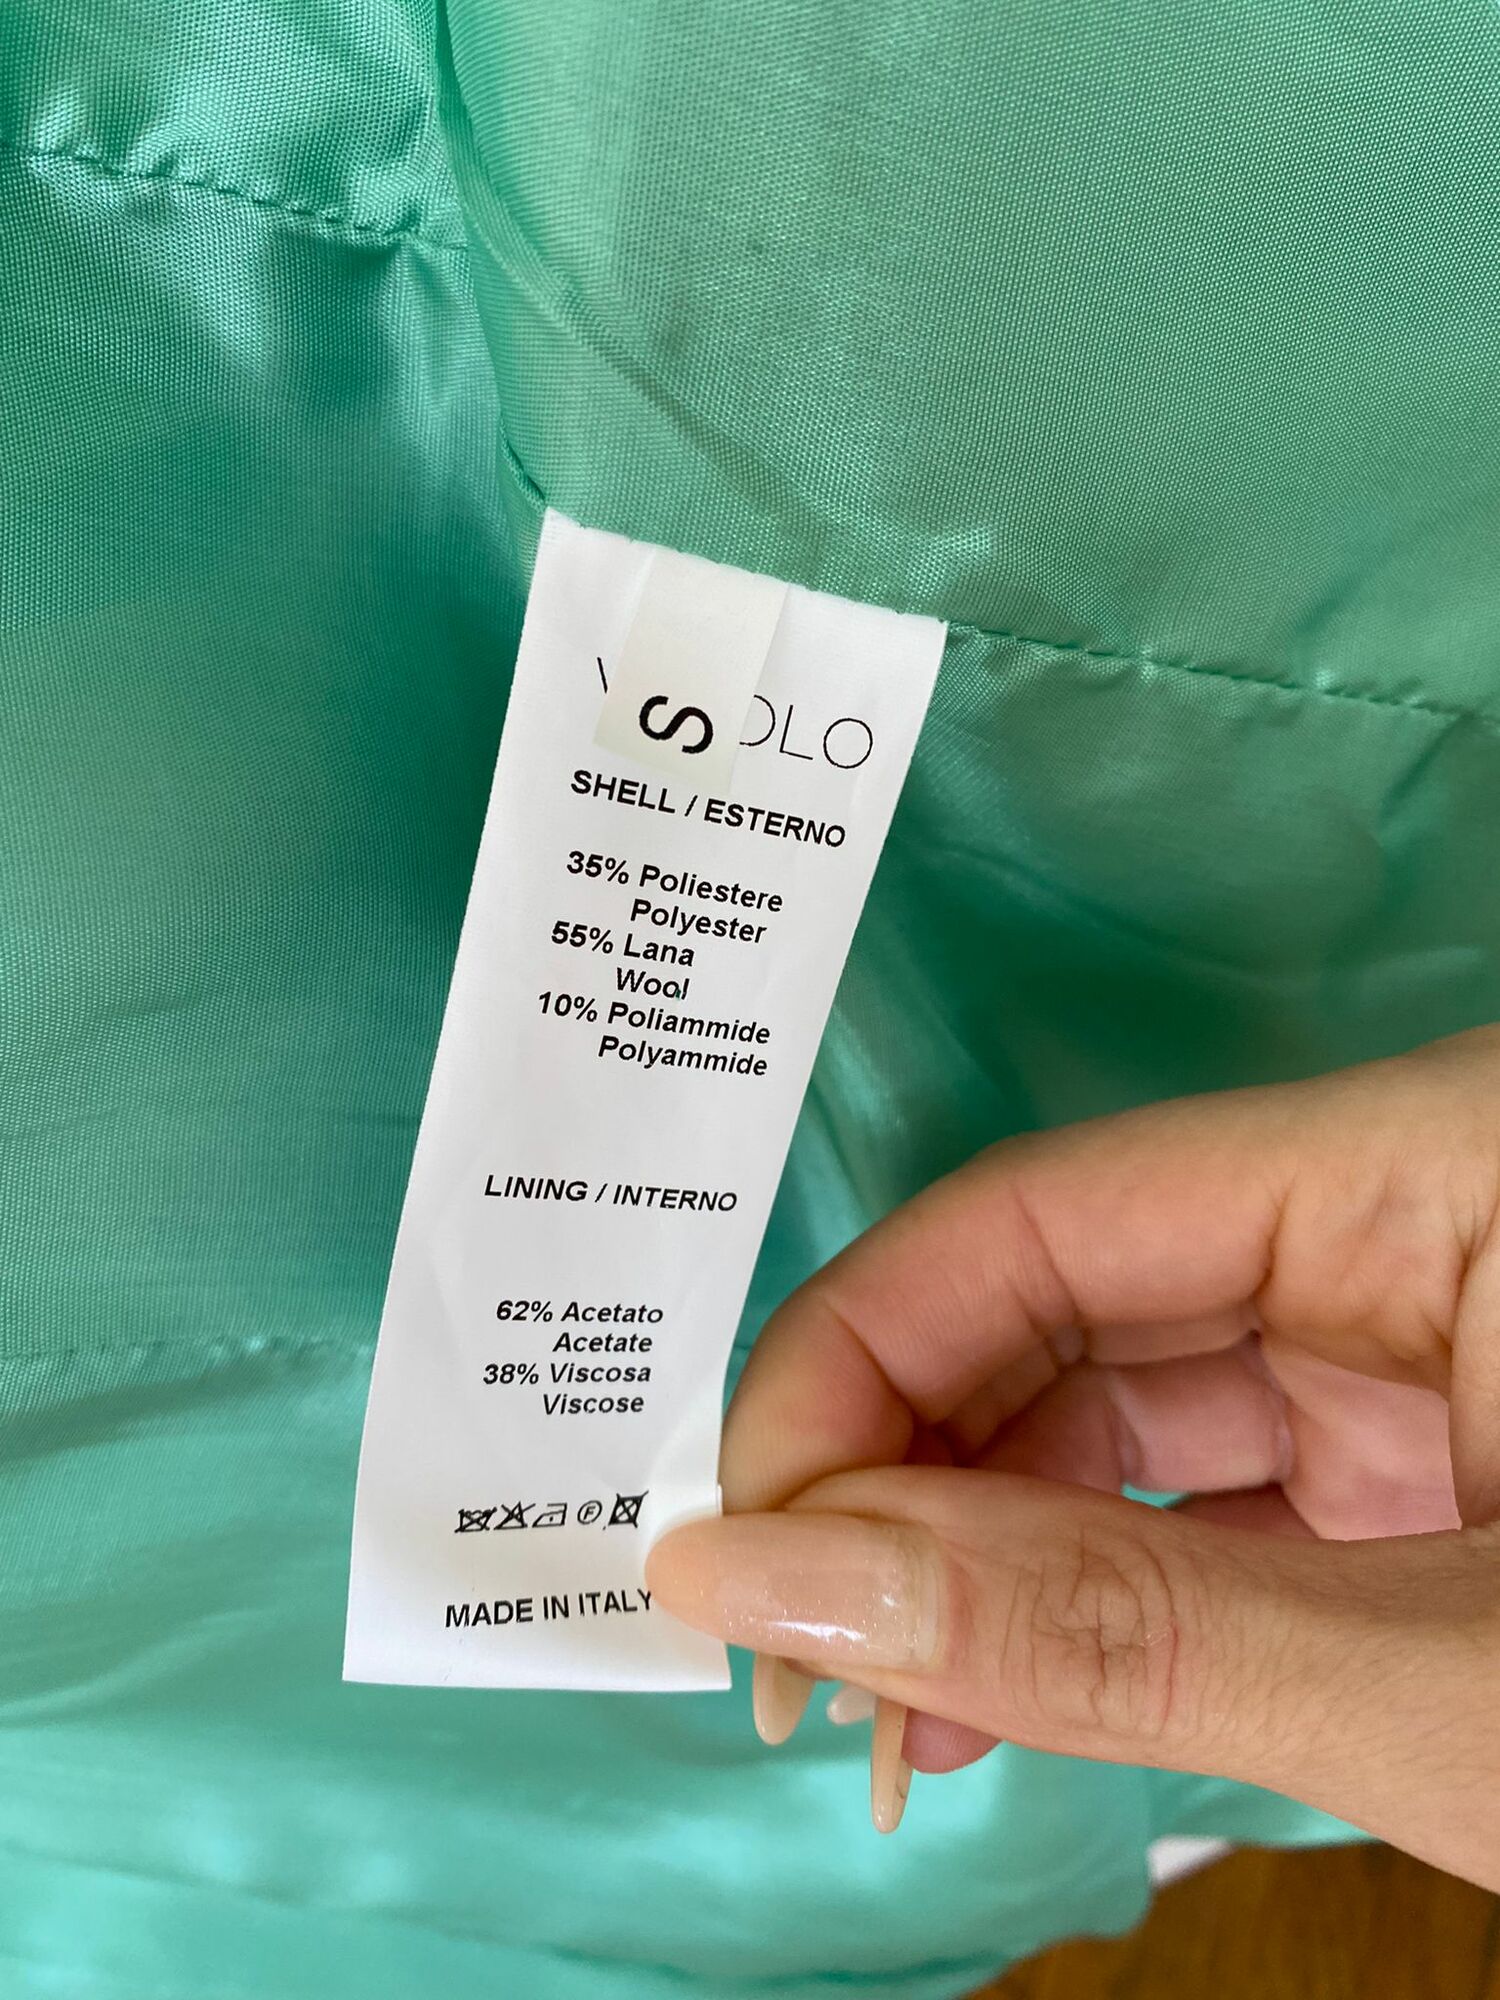 S
SHELL / ESTERNO
35% Poliestere
Polyester
55% Lana
Wool
10% Poliammide
Polyammide
LINING / INTERNO
62% Acetato
Acetate
38% Viscosa
Viscose
F
MADE IN ITALY